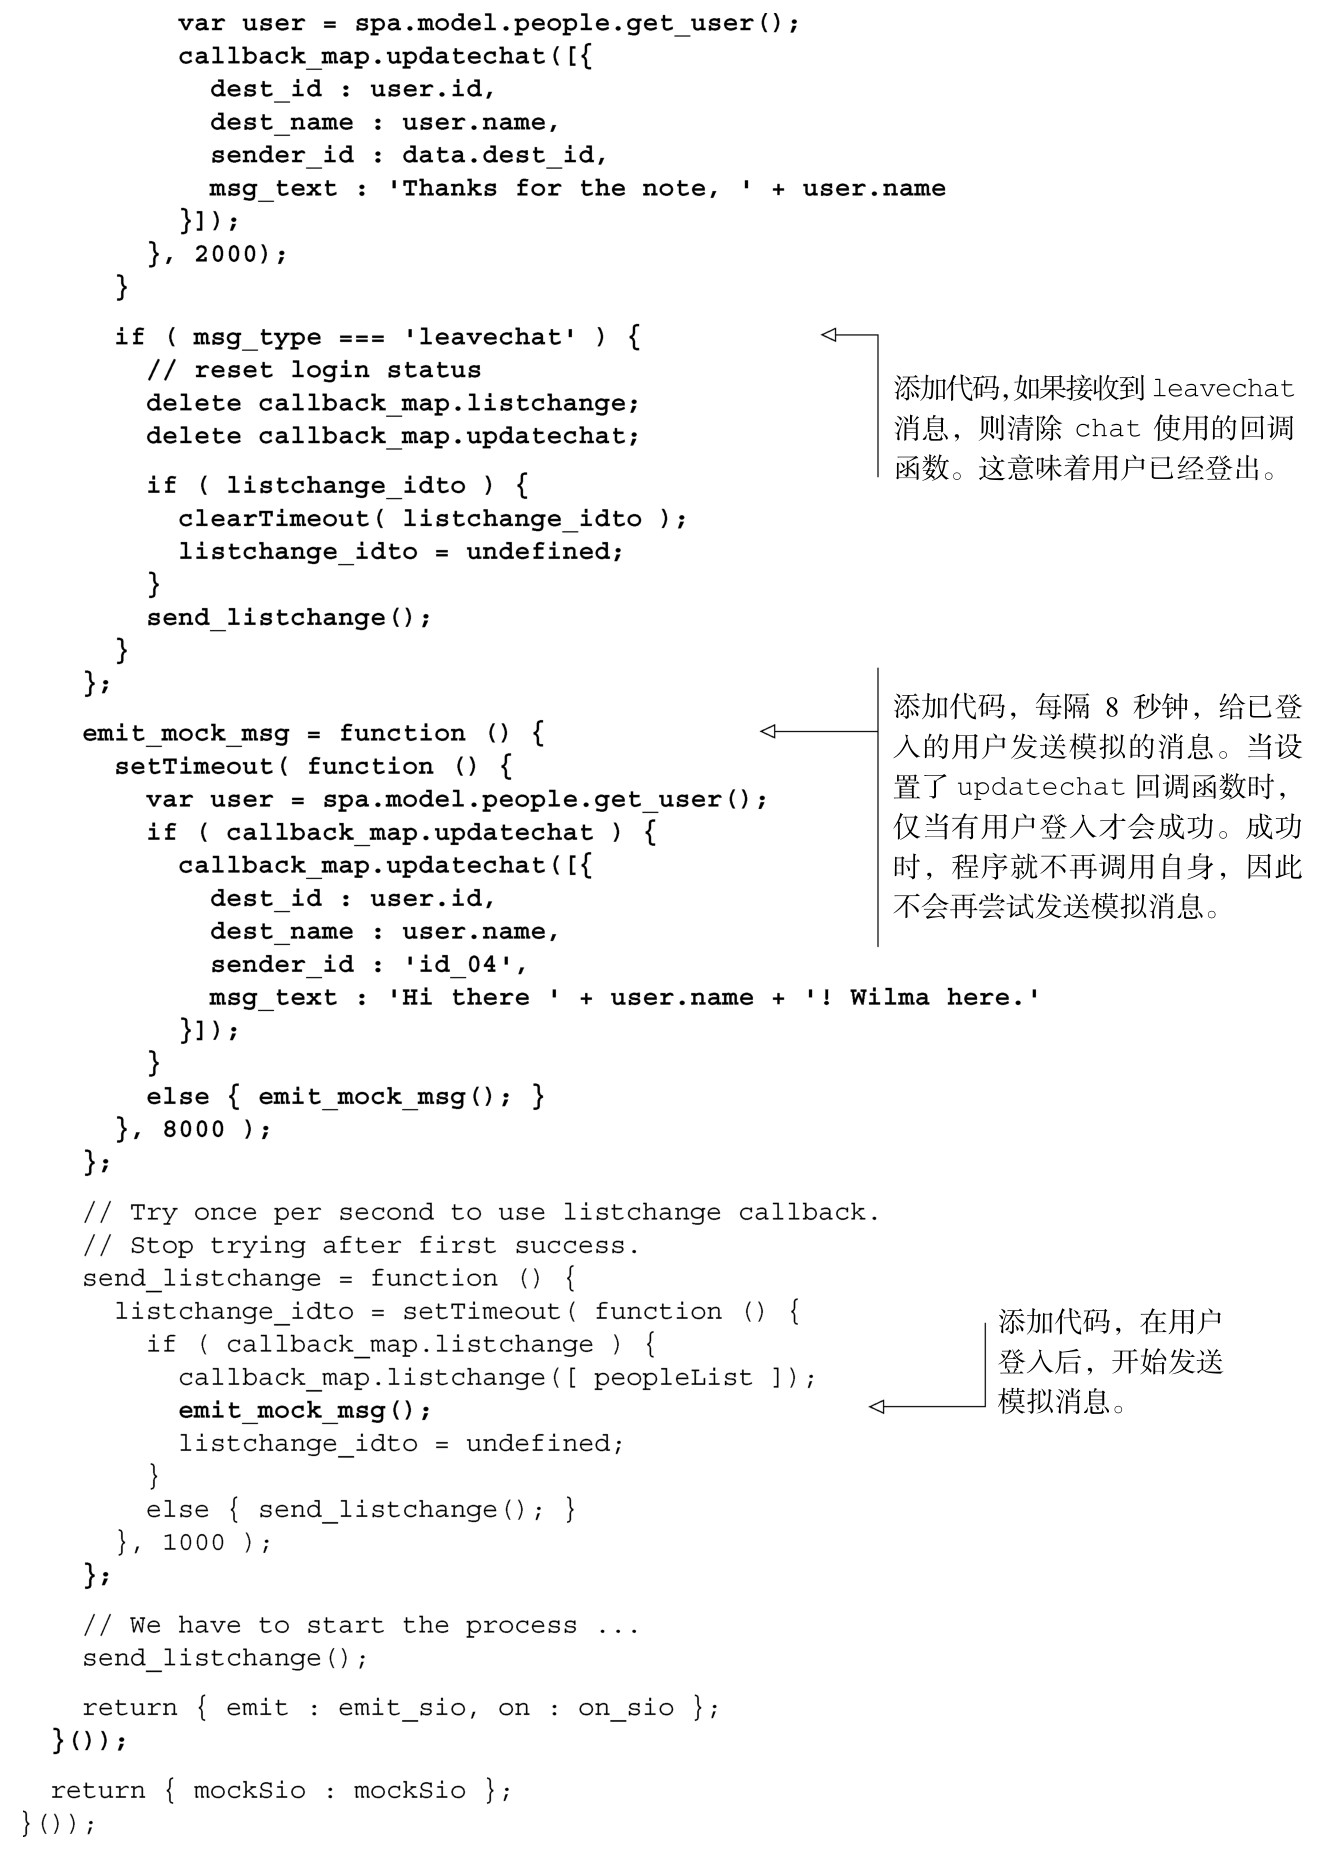 var user = spa.model.people.get_user();
callback_map.updatechat([{
dest_id : user.id,
dest_name : user.name,
sender_id : data.dest_id,
msg_text : 'Thanks for the note, ' + user.name
}]);
}, 2000);
}
if ( msg_type === 'leavechat' ) {
// reset login status
delete callback_map.listchange;
delete callback_map.updatechat;
添加代码,如果接收到 leavechat
消息，则清除 chat 使用的回调
函数。这意味着用户已经登出。
if ( listchange_idto ) {
clearTimeout( listchange_idto );
listchange_idto = undefined;
}
send_listchange();
}
};
emit_mock_msg = function () {
setTimeout( function () {
var user = spa.model.people.get_user();
if ( callback_map.updatechat ) {
callback_map.updatechat([{
dest_id : user.id,
dest_name : user.name,
sender_id : 'id_04',
msg_text : 'Hi there ' + user.name + '! Wilma here.'
}]);
}
else { emit_mock_msg(); }
}, 8000 );
};
添加代码，每隔 8 秒钟，给已登
入的用户发送模拟的消息。当设
置了 updatechat 回调函数时，
仅当有用户登入才会成功。成功
时，程序就不再调用自身，因此
不会再尝试发送模拟消息。
// Try once per second to use listchange callback.
// Stop trying after first success.
send_listchange = function () {
listchange_idto = setTimeout( function () {
if ( callback_map.listchange ) {
callback_map.listchange([ peopleList ]);
emit_mock_msg();
listchange_idto = undefined;
}
else { send_listchange(); }
}, 1000 );
};
添加代码，在用户
登入后，开始发送
模拟消息。
// We have to start the process ...
send_listchange();
return { emit : emit_sio, on : on_sio };
}());
return { mockSio : mockSio };
}());